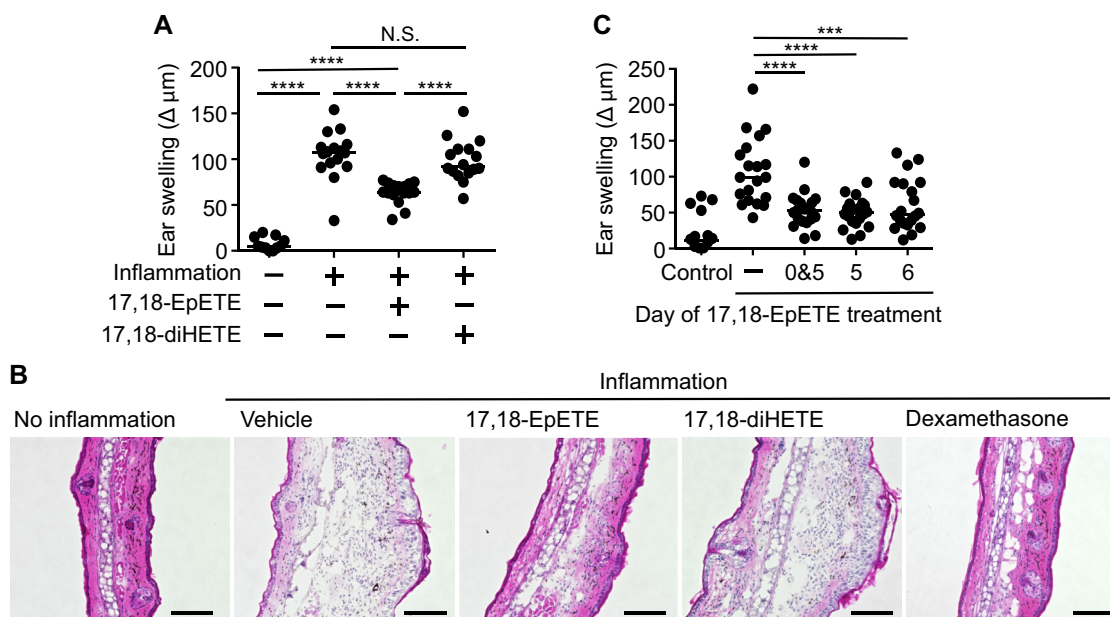 A
N.S.
****
**** **** ****
Ear swelling (Δ μm)
200
150
100
50
0
Inflammation − + + +
17,18-EpETE − − + −
17,18-diHETE − − − +
C
***
****
****
Ear swelling (Δ μm)
250
200
150
100
50
0
Control − 0&5 5 6
Day of 17,18-EpETE treatment
B
Inflammation
No inflammation Vehicle 17,18-EpETE 17,18-diHETE Dexamethasone